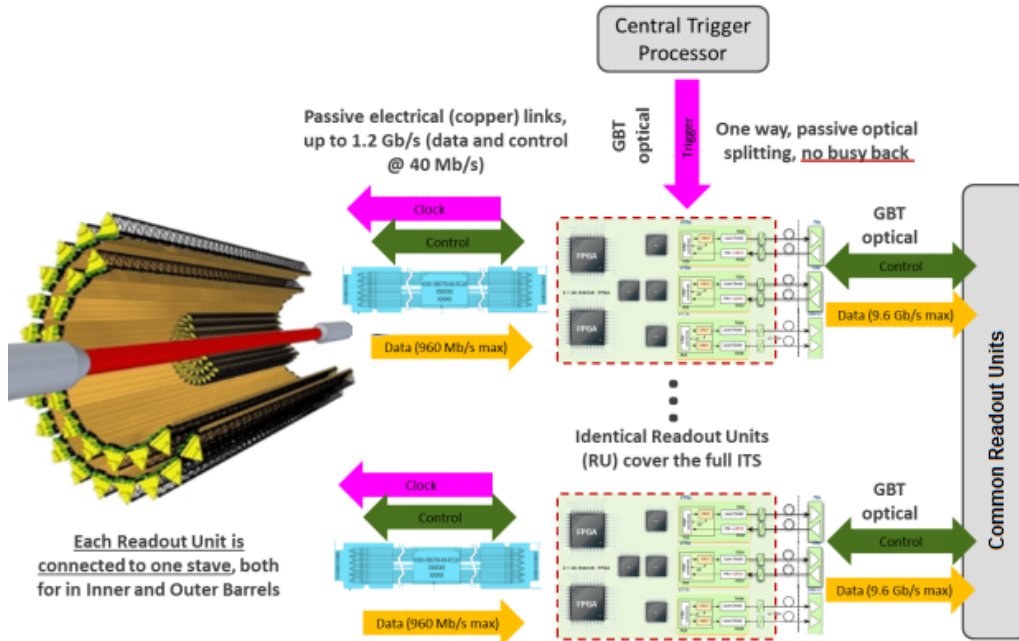 Central Trigger
Processor
Passive electrical (copper) links,
up to 1.2 Gb/s (data and control
@ 40 Mb/s)
GBT
optical
Trigger
One way, passive optical
splitting, no busy back
Clock
Control
Data (960 Mb/s max)
FPGA
FPGA
GBT
optical
Control
Data (9.6 Gb/s max)
Common Readout Units
Identical Readout Units
(RU) cover the full ITS
Clock
Control
Data (960 Mb/s max)
FPGA
FPGA
GBT
optical
Control
Data (9.6 Gb/s max)
Each Readout Unit is
connected to one stave, both
for in Inner and Outer Barrels